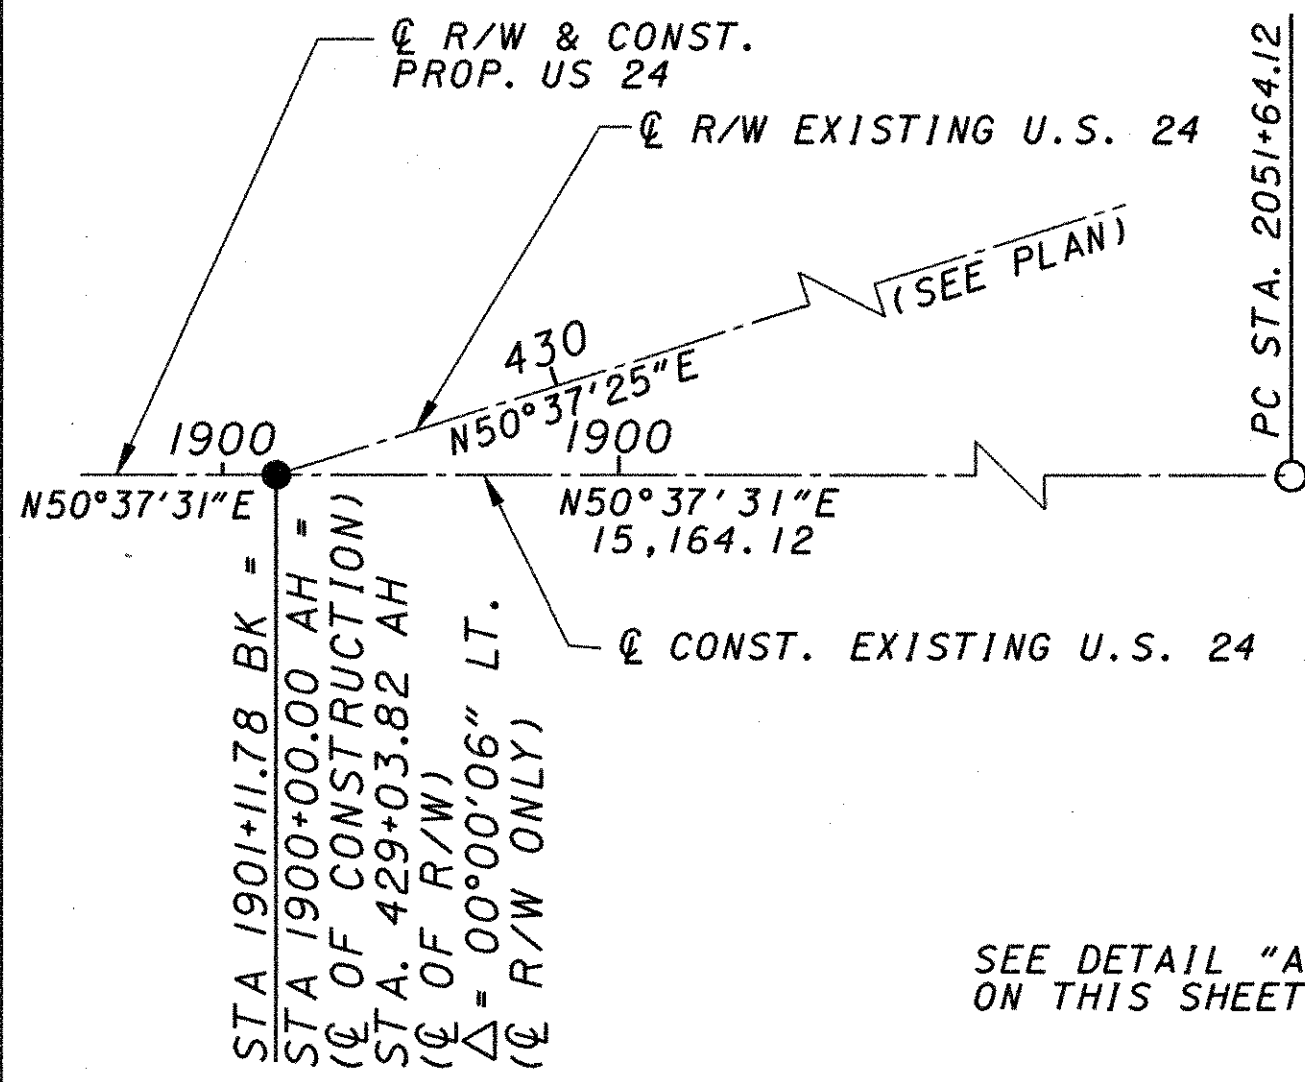 ℄ R/W & CONST.
PROP. US 24
℄ R/W EXISTING U.S. 24
PC STA. 2051+64.12
(SEE PLAN)
430
N50°37'25"E
1900
1900
N50°37'31"E
N50°37'31"E
15,164.12
℄ CONST. EXISTING U.S. 24
STA 1901+11.78 BK =
STA 1900+00.00 AH =
(℄ OF CONSTRUCTION)
STA. 429+03.82 AH
(℄ OF R/W)
△= 00°00'06" LT.
(℄ R/W ONLY)
SEE DETAIL "A
ON THIS SHEET